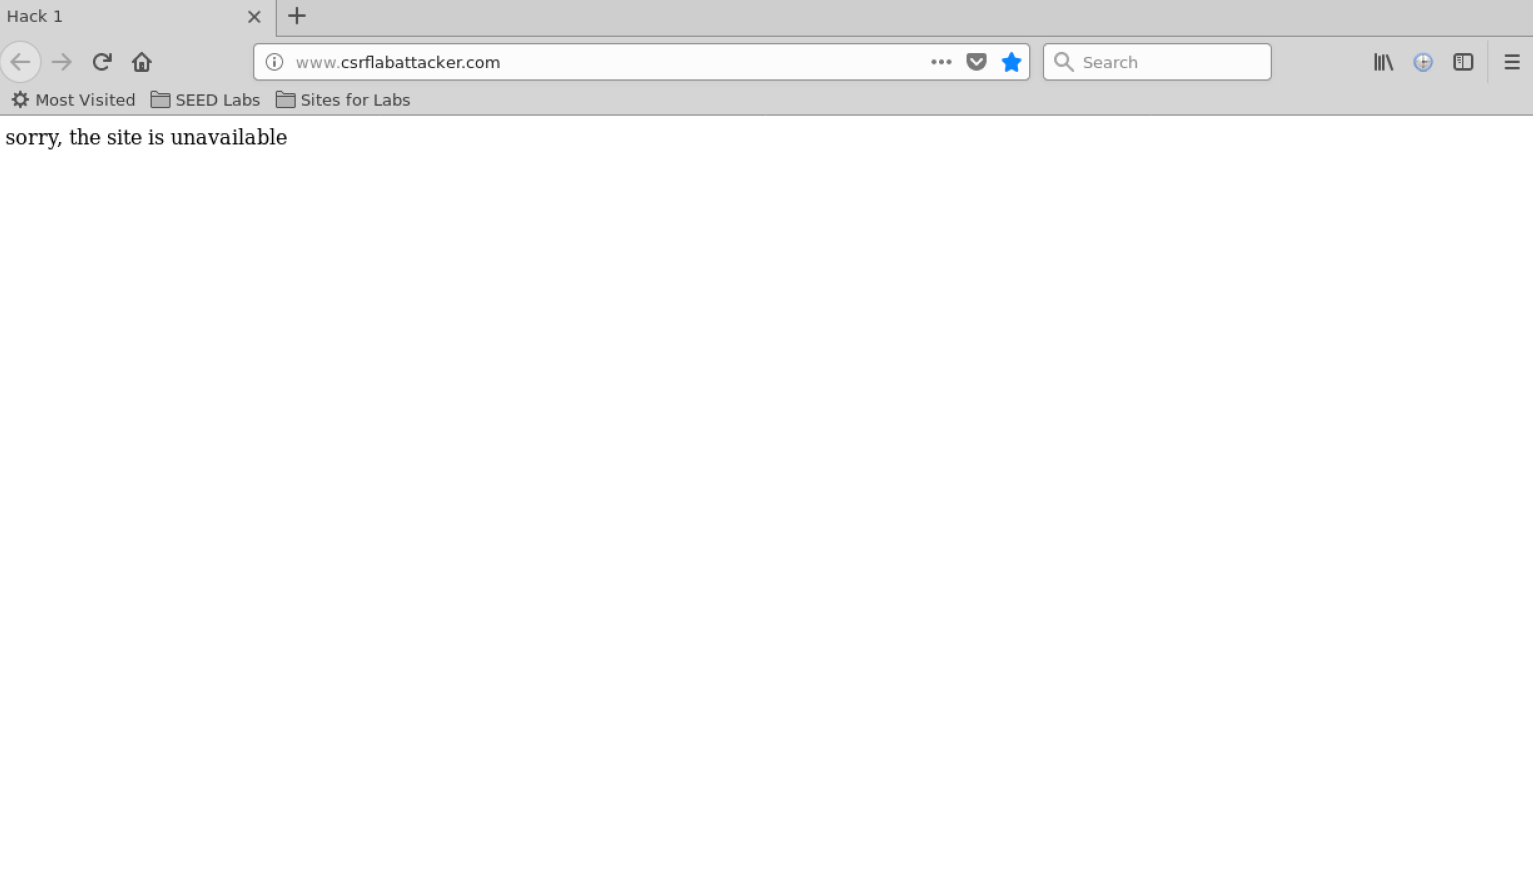 Hack 1
www.csrflabattacker.com
Search
Most Visited SEED Labs Sites for Labs
sorry, the site is unavailable